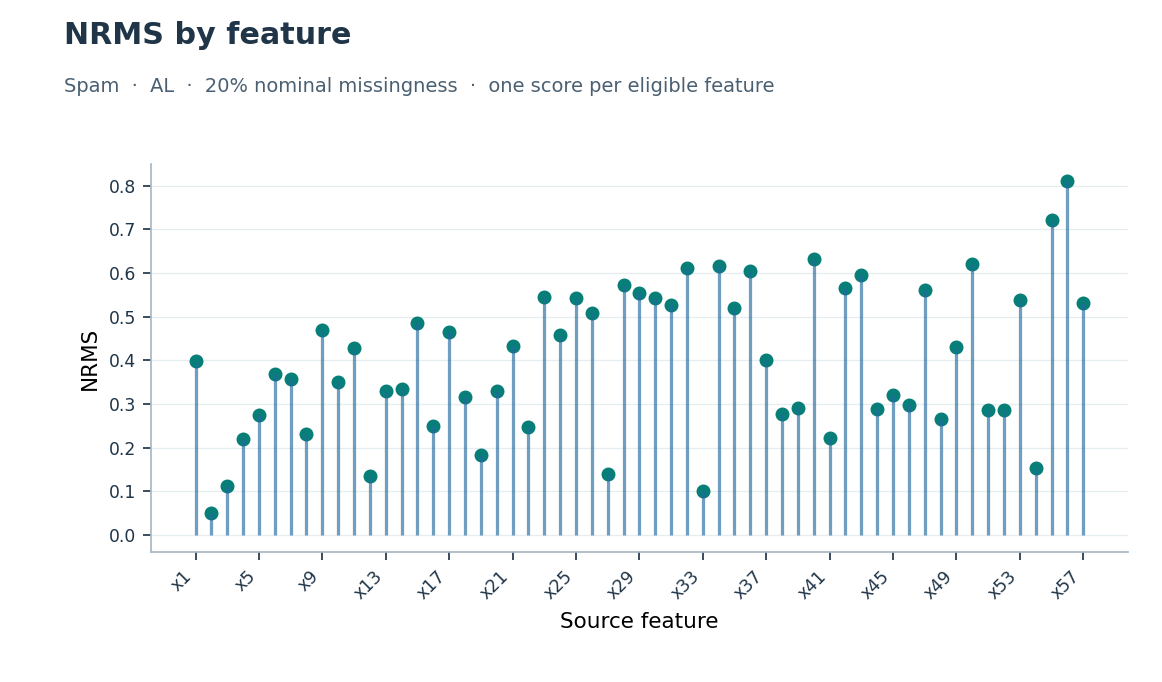 NRMS by feature
Spam · AL · 20% nominal missingness · one score per eligible feature
NRMS
0.8
0.7
0.6
0.5
0.4
0.3
0.2
0.1
0.0
x1 x5 x9 x13 x17 x21 x25 x29 x33 x37 x41 x45 x49 x53 x57
Source feature